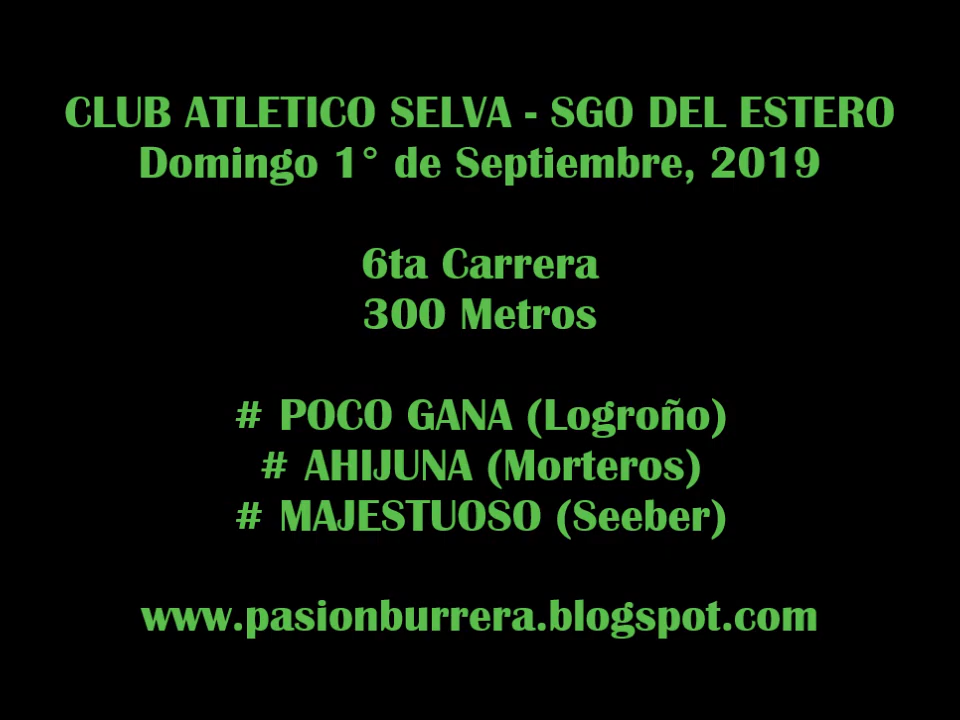 CLUB ATLETICO SELVA - SGO DEL ESTERO
Domingo 1° de Septiembre, 2019
6ta Carrera
300 Metros
# POCO GANA (Logroño)
# AHIJUNA (Morteros)
# MAJESTUOSO (Seeber)
www.pasionburrera.blogspot.com